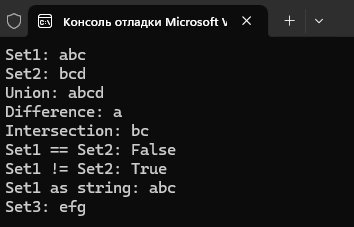 Консоль отладки Microsoft V
Set1: abc
Set2: bcd
Union: abcd
Difference: a
Intersection: bc
Set1 == Set2: False
Set1 != Set2: True
Set1 as string: abc
Set3: efg